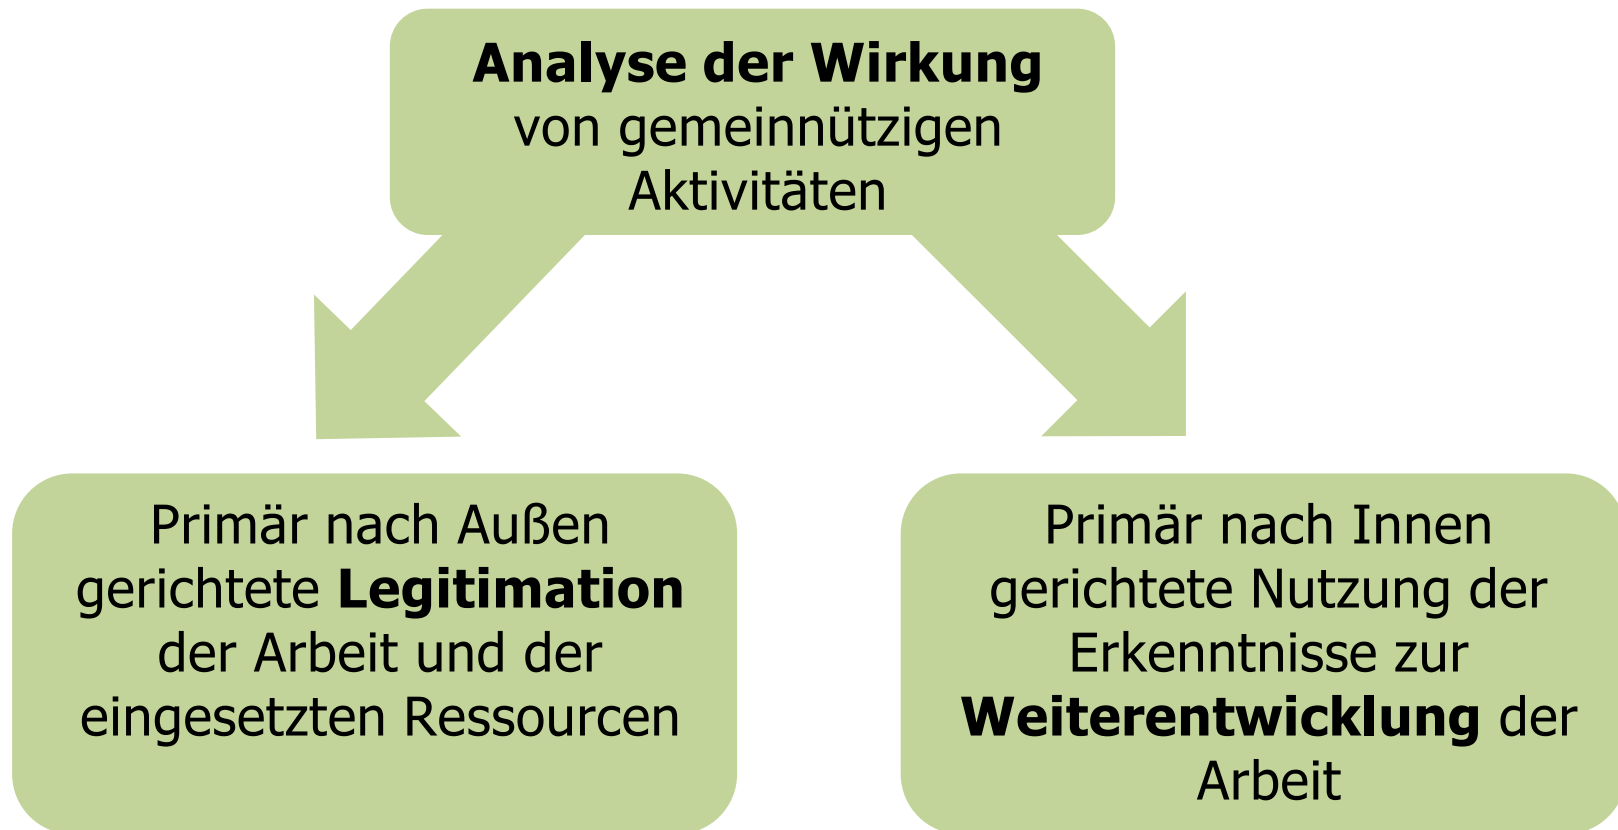 Analyse der Wirkung
von gemeinnützigen
Aktivitäten
Primär nach Außen
gerichtete Legitimation
der Arbeit und der
eingesetzten Ressourcen
Primär nach Innen
gerichtete Nutzung der
Erkenntnisse zur
Weiterentwicklung der
Arbeit